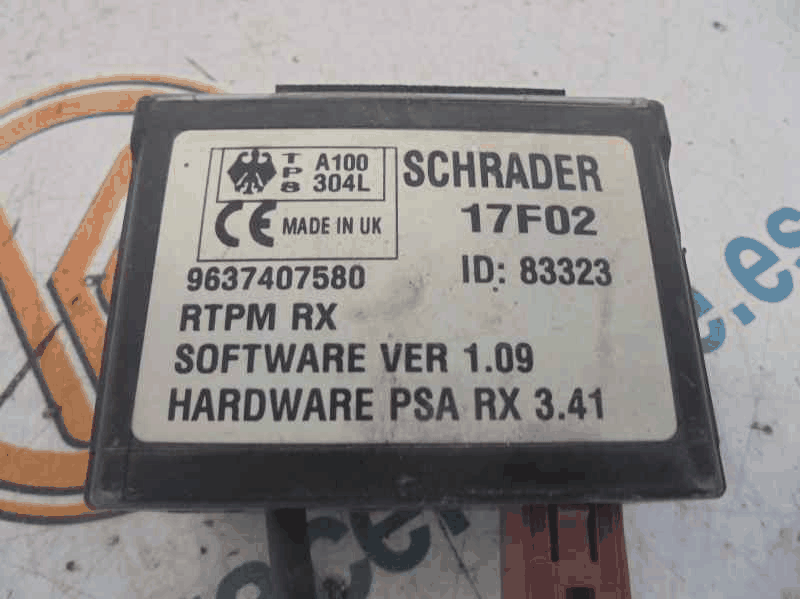 TPS A100 304L
SCHRADER
CE MADE IN UK
17F02
9637407580 ID: 83323
RTPM RX
SOFTWARE VER 1.09
HARDWARE PSA RX 3.41